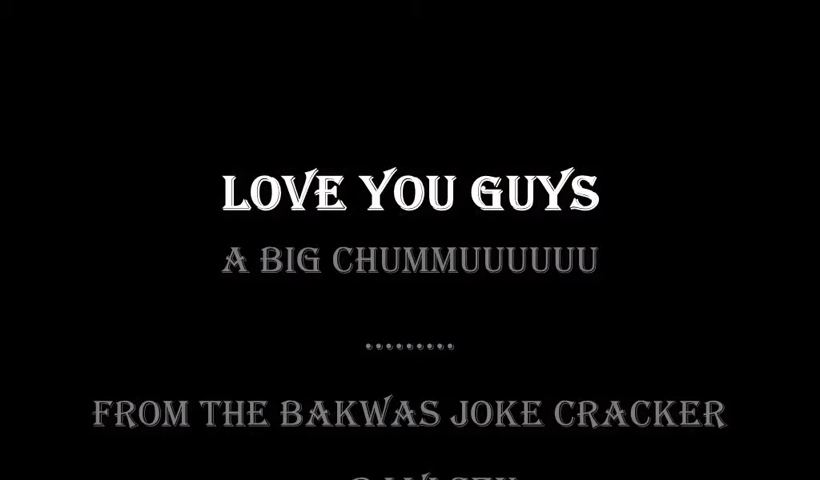 LOVE YOU GUYS
A BIG CHUMMUUUUUU
.........
FROM THE BAKWAS JOKE CRACKER